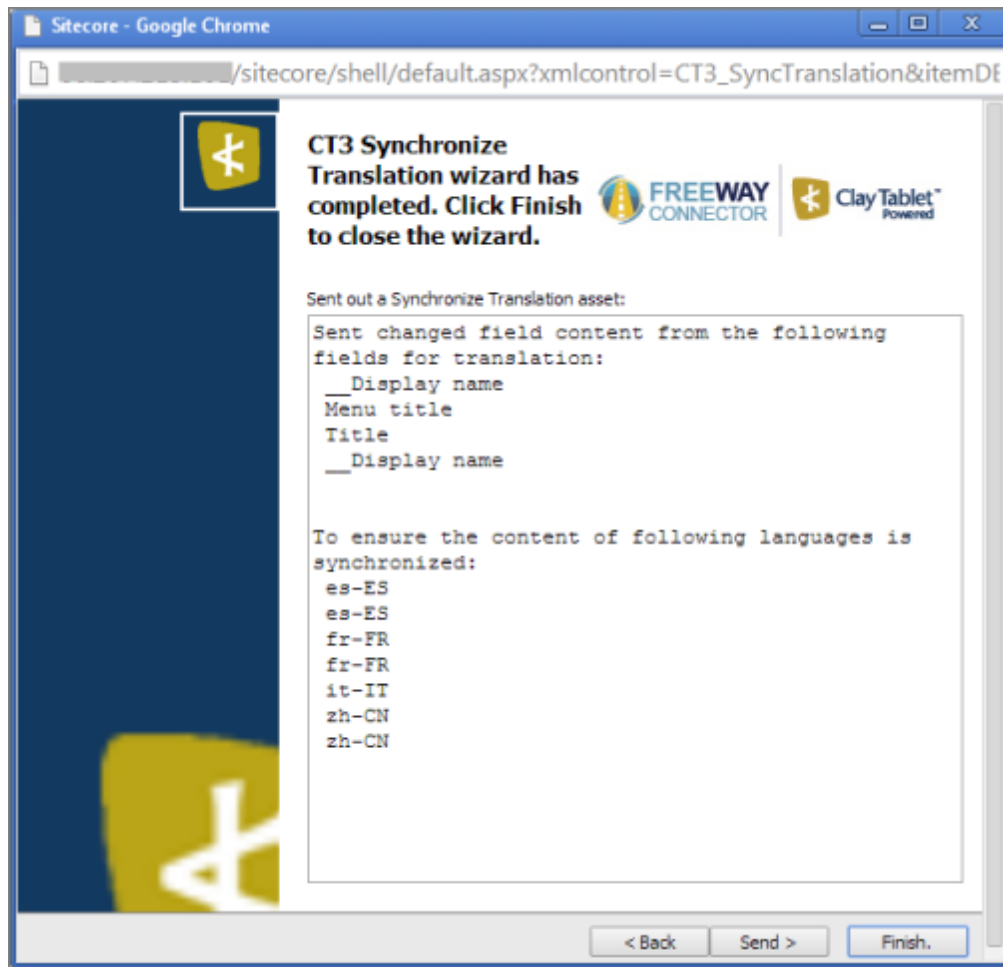 Sitecore - Google Chrome
/sitecore/shell/default.aspx?xmlcontrol=CT3_SyncTranslation&itemDE
CT3 Synchronize
Translation wizard has
completed. Click Finish
to close the wizard.
FREEWAY
CONNECTOR
Clay Tablet™
Powered
Sent out a Synchronize Translation asset:
Sent changed field content from the following
fields for translation:
__Display name
Menu title
Title
__Display name
To ensure the content of following languages is
synchronized:
es-ES
es-ES
fr-FR
fr-FR
it-IT
zh-CN
zh-CN
< Back
Send >
Finish.